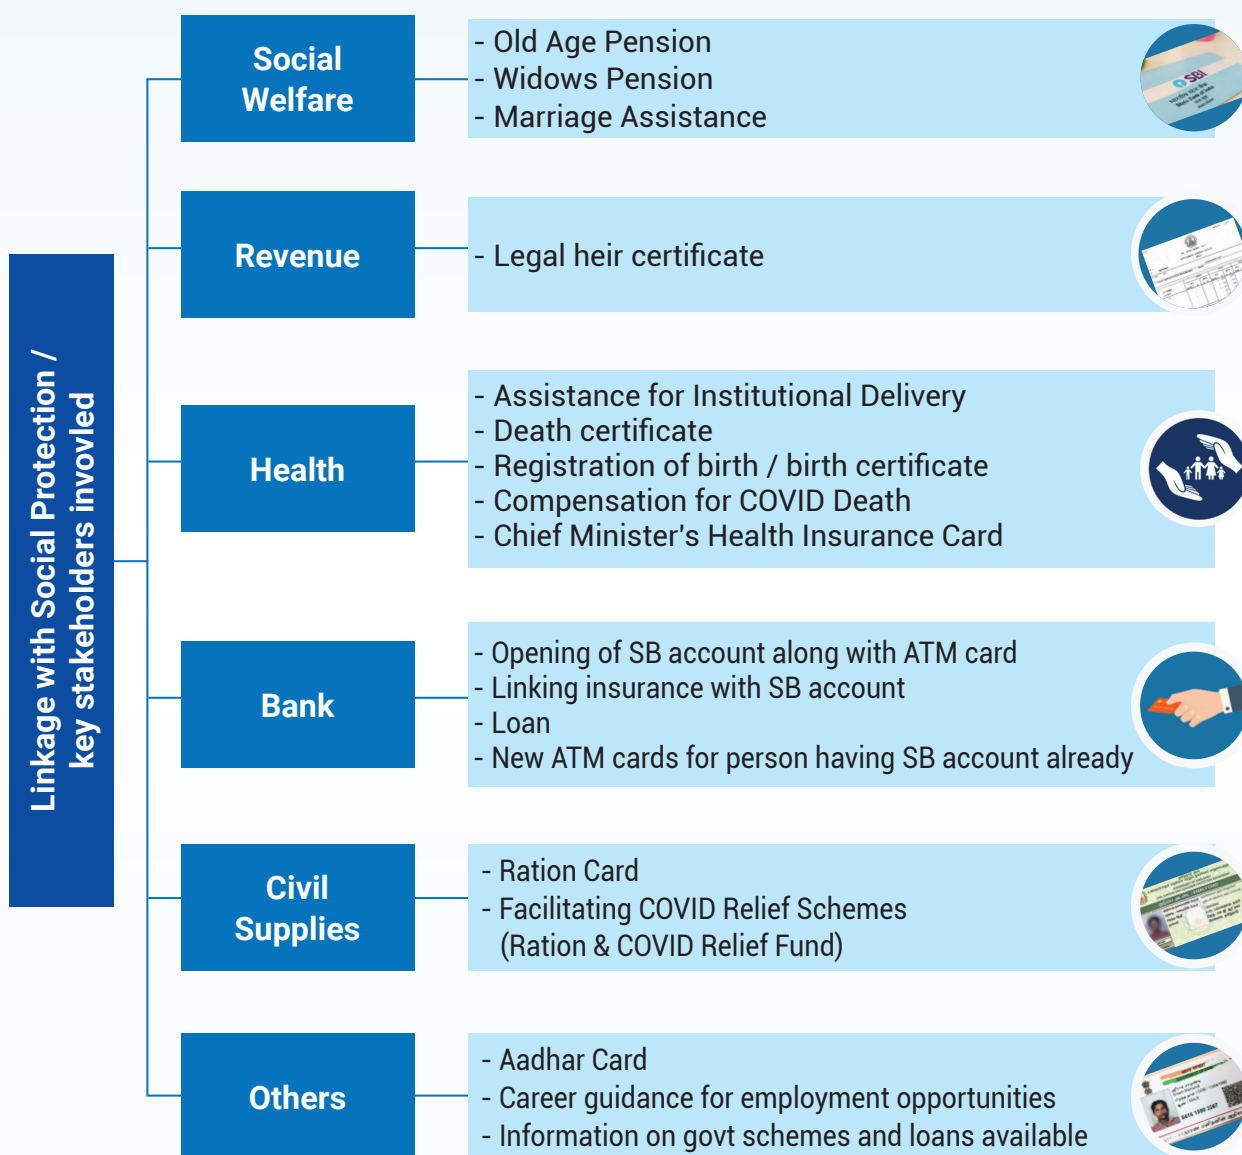 Linkage with Social Protection /
key stakeholders invovled
Social
Welfare
- Old Age Pension
- Widows Pension
- Marriage Assistance
SBI
Revenue
- Legal heir certificate
Health
- Assistance for Institutional Delivery
- Death certificate
- Registration of birth / birth certificate
- Compensation for COVID Death
- Chief Minister's Health Insurance Card
Bank
- Opening of SB account along with ATM card
- Linking insurance with SB account
- Loan
- New ATM cards for person having SB account already
Civil
Supplies
- Ration Card
- Facilitating COVID Relief Schemes
(Ration & COVID Relief Fund)
Others
- Aadhar Card
- Career guidance for employment opportunities
- Information on govt schemes and loans available